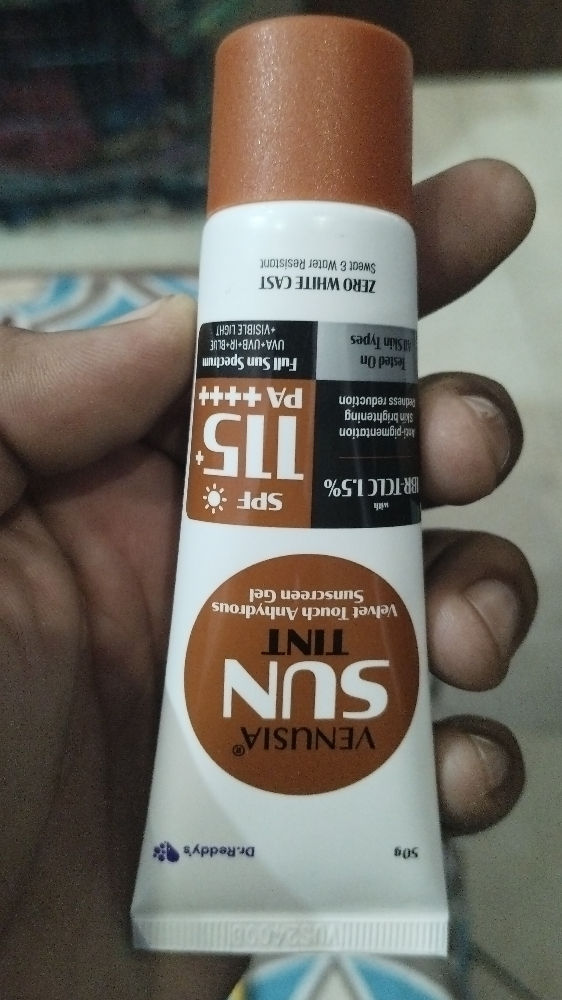 50g
Dr.Reddy's
VENUSIA®
SUN
TINT
Velvet Touch Anhydrous
Sunscreen Gel
with
BR-TCLC 1.5%
Anti-pigmentation
Skin brightening
Redness reduction
SPF
115+
PA ++++
Tested On
All Skin Types
Full Sun Spectrum
UVA+UVB+IR+BLUE
+VISIBLE LIGHT
ZERO WHITE CAST
Sweat & Water Resistant